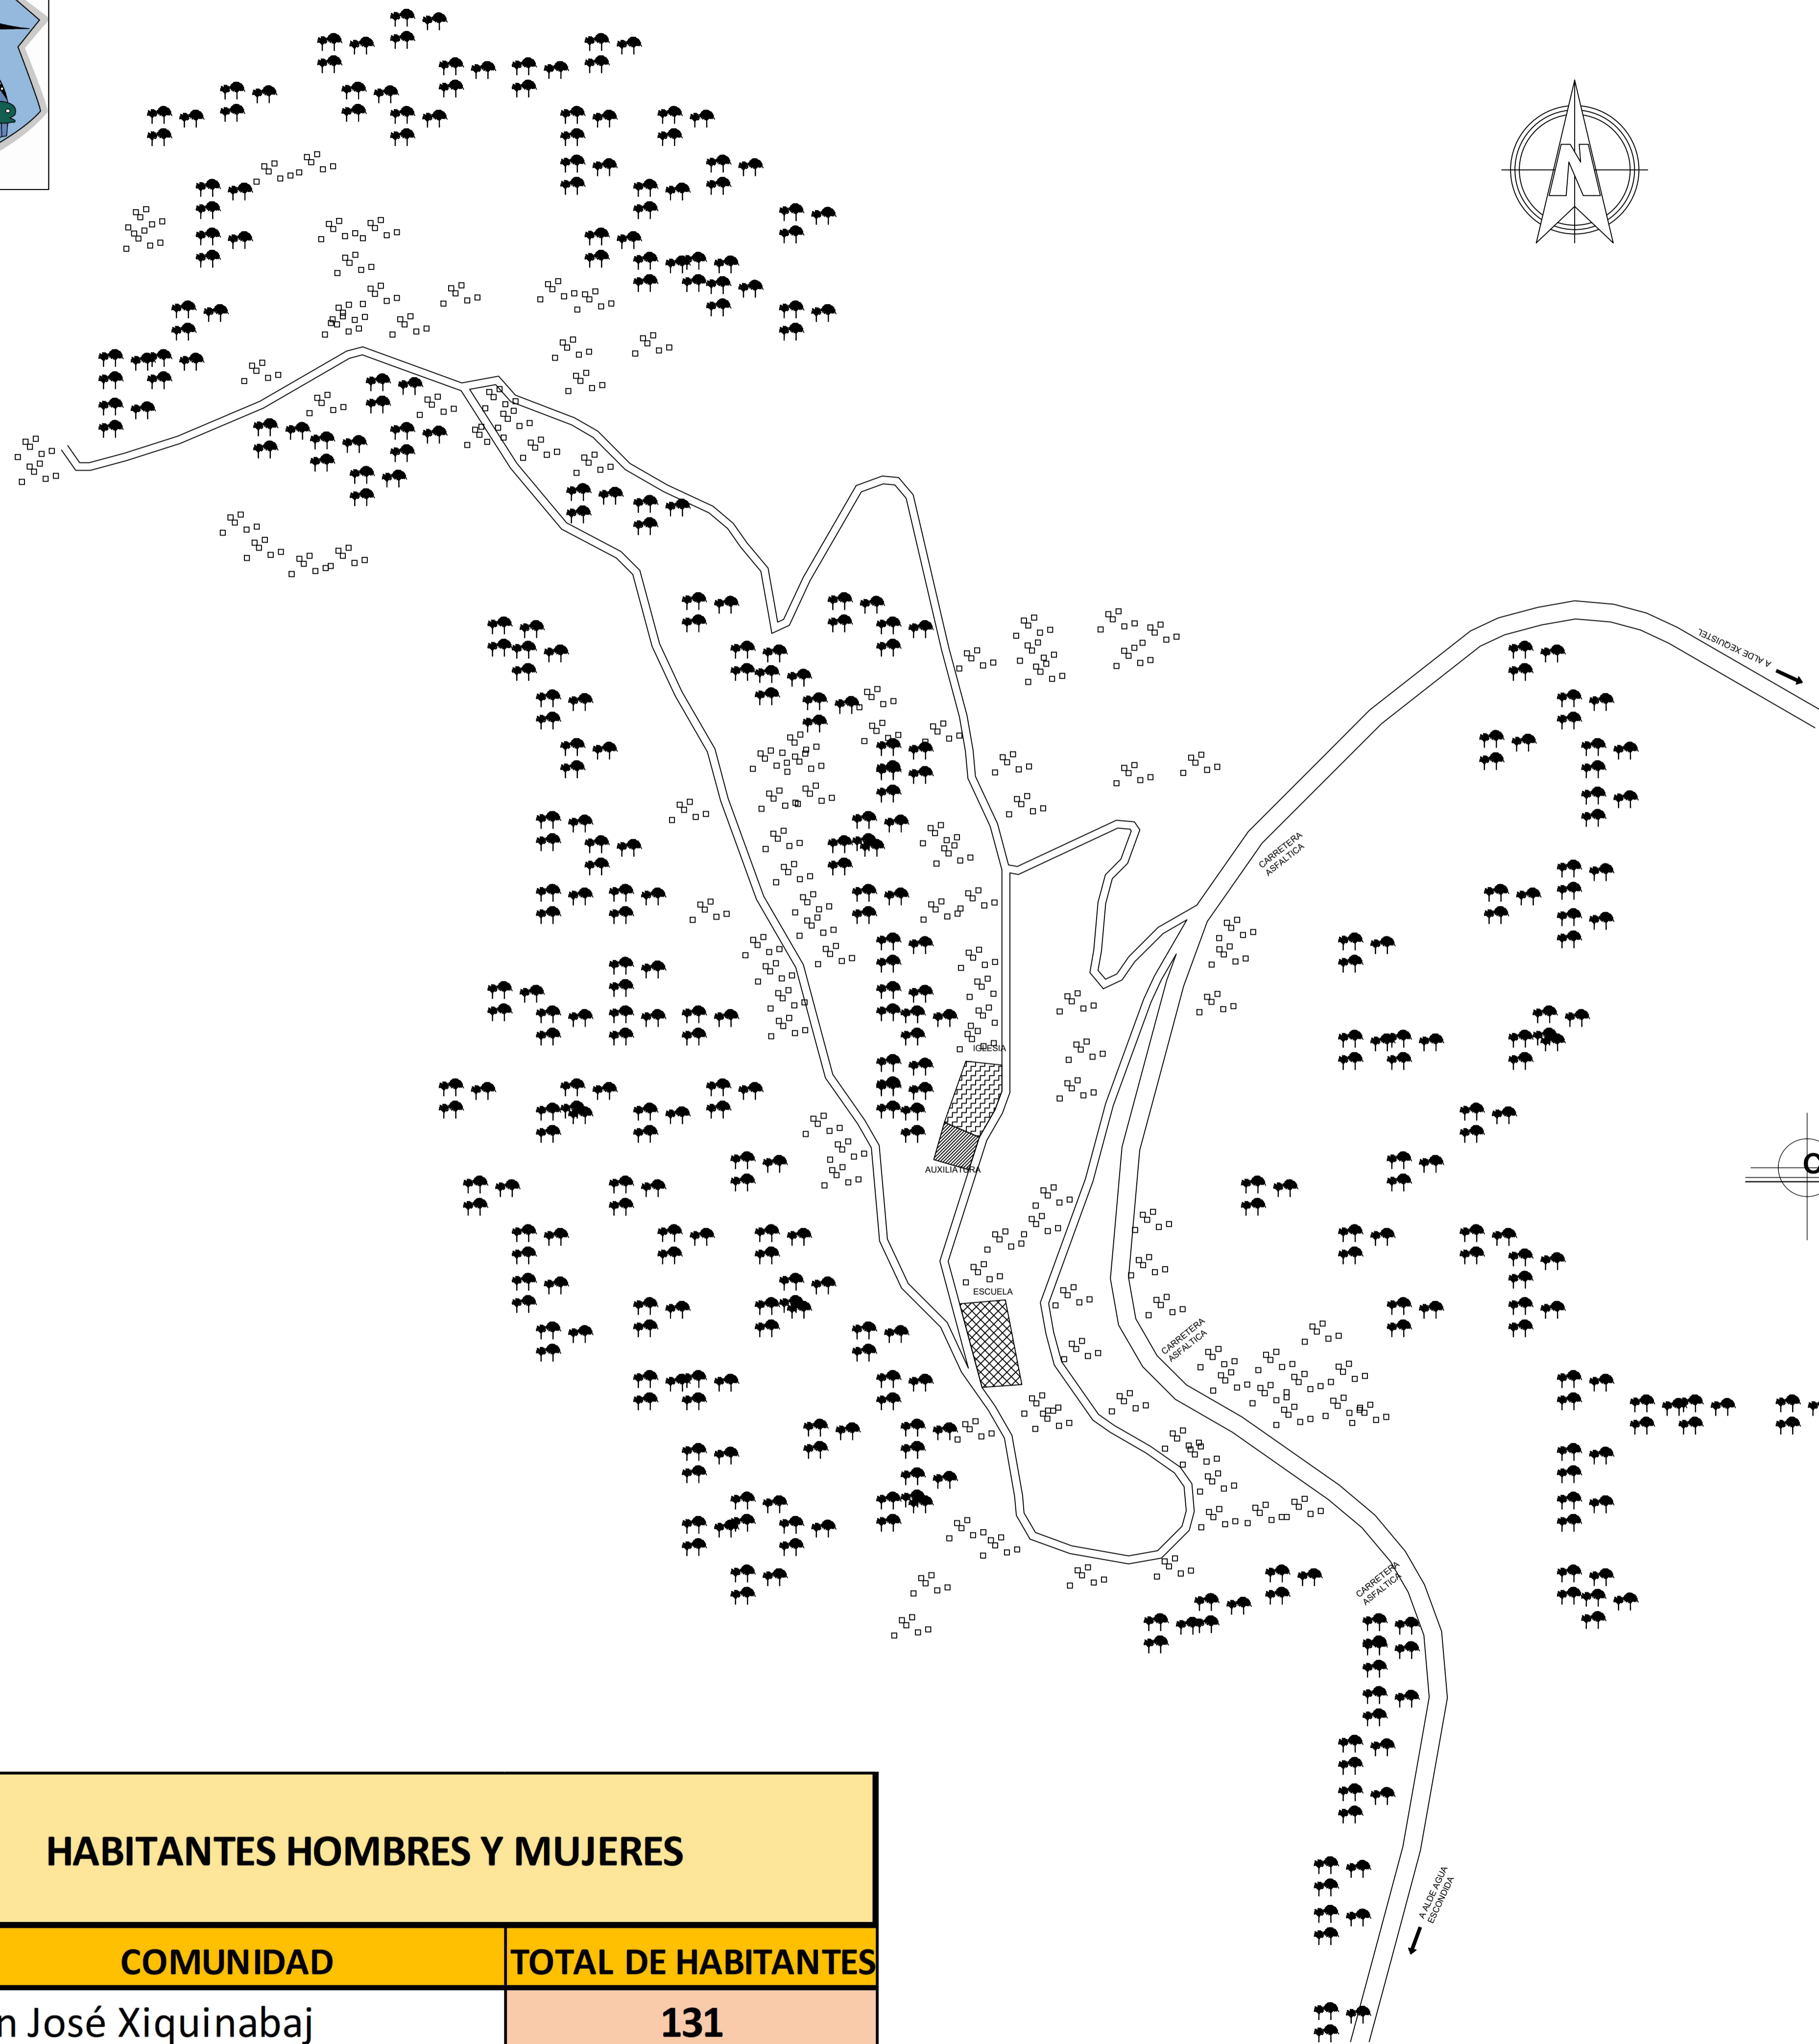 N
A ALDE XEQUISTEL
CARRETERA
ASFALTICA
IGLESIA
AUXILIATURA
ESCUELA
CARRETERA
ASFALTICA
CARRETERA
ASFALTICA
A ALDE AGUA
ESCONDIDA
HABITANTES HOMBRES Y MUJERES
COMUNIDAD
TOTAL DE HABITANTES
n José Xiquinabaj
131